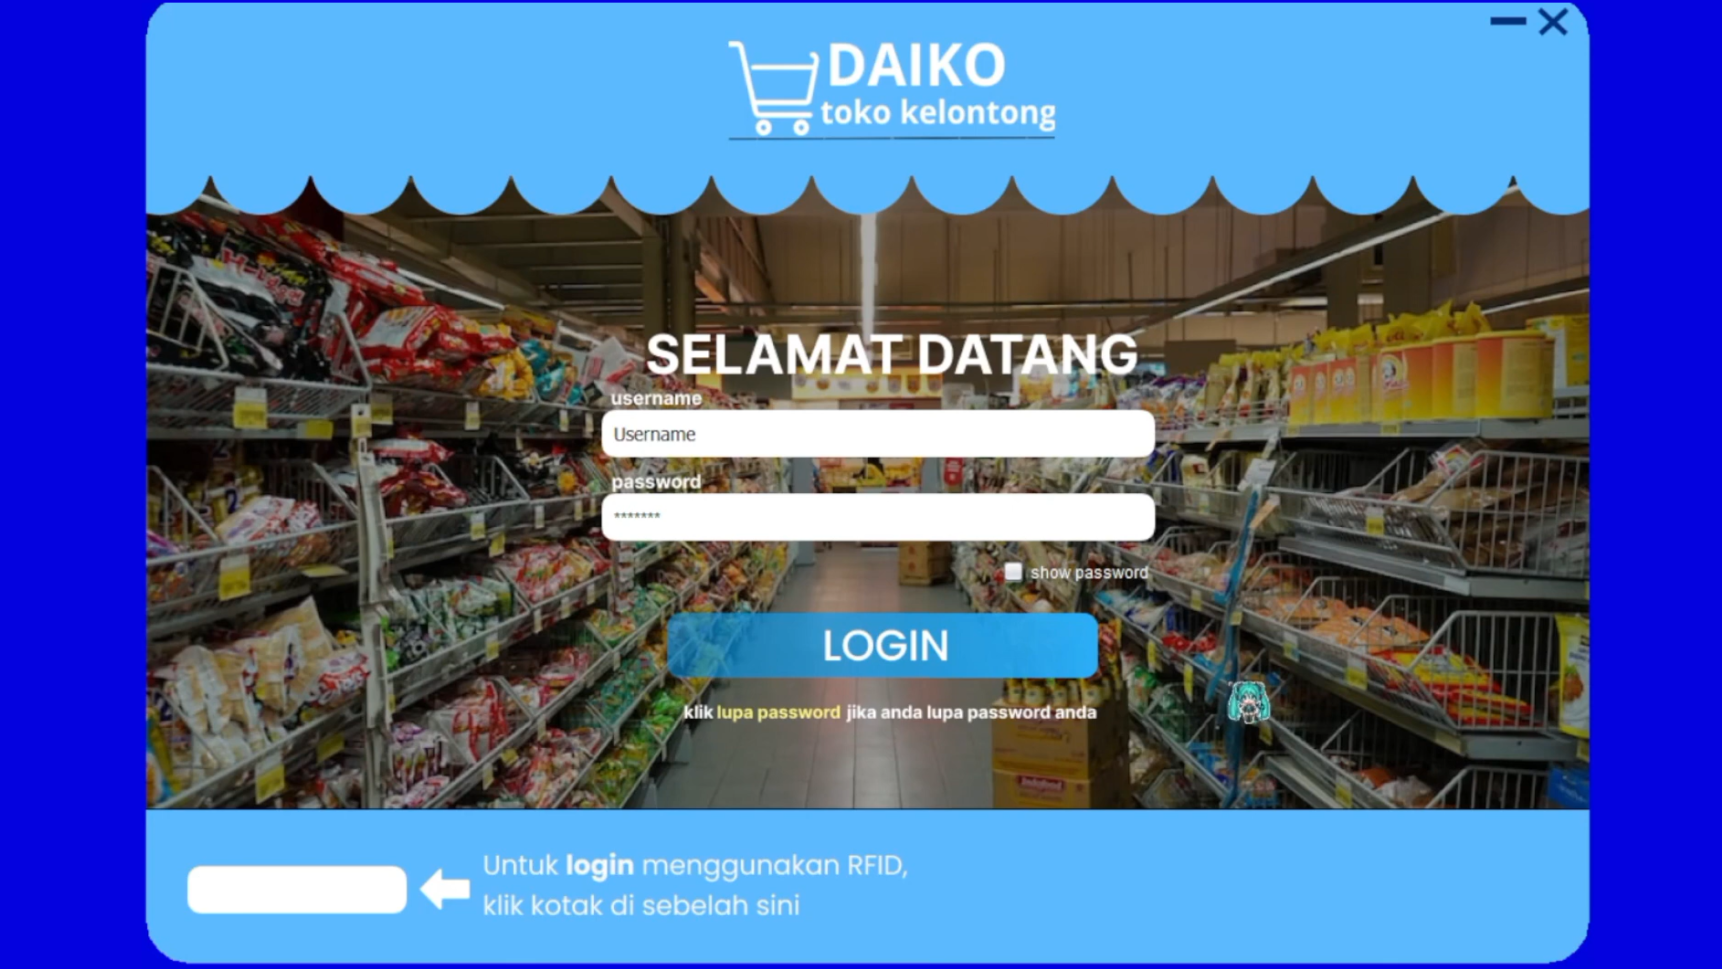 DAIKO
toko kelontong
SELAMAT DATANG
username
Username
password
*******
show password
LOGIN
klik lupa password jika anda lupa password anda
Untuk login menggunakan RFID,
klik kotak di sebelah sini